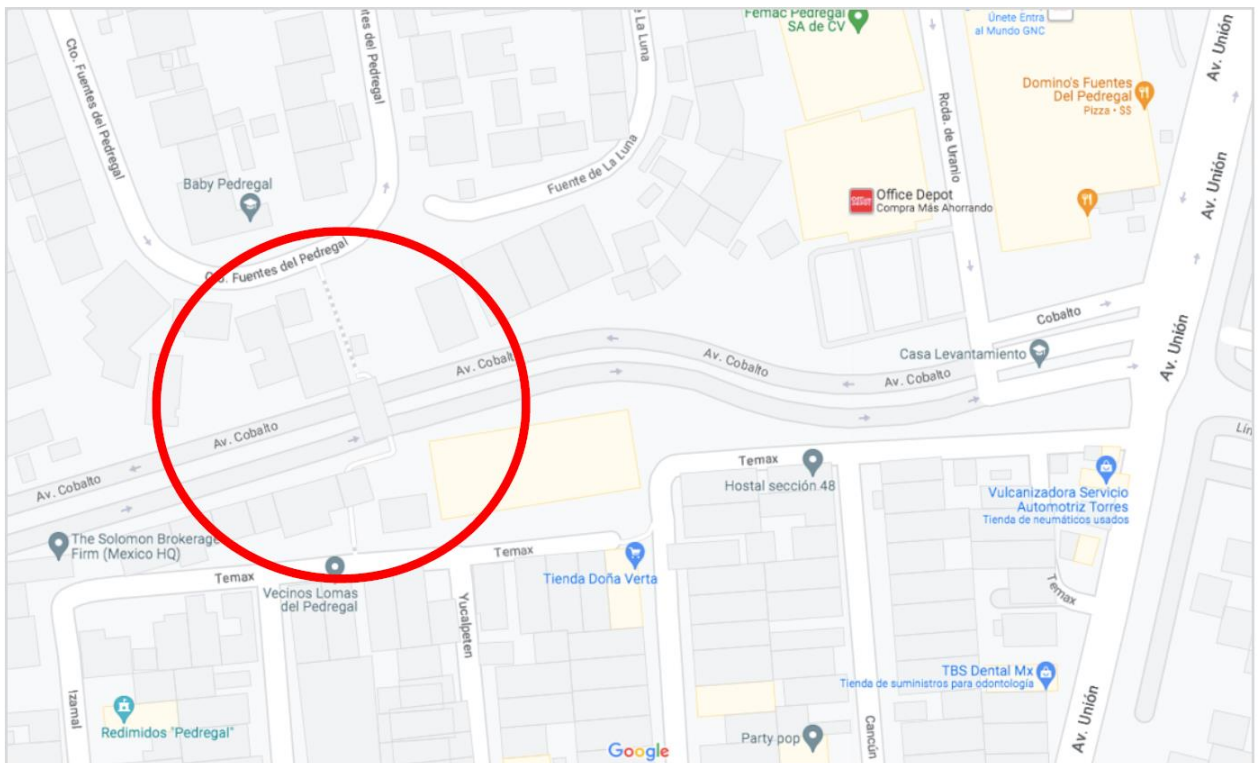 Femac Pedregal
SA de CV
Únete Entra
al Mundo GNC
Av. Unión
Cto. Fuentes del Pedregal
tes del Pedregal
e La Luna
Domino's Fuentes
Del Pedregal
Pizza • $$
Rcda. de Uranio
Fuente de La Luna
Baby Pedregal
Office Depot
Compra Más Ahorrando
Av. Unión
Fuentes del Pedregal
Cobalto
Av. Unión
Casa Levantamiento
Av. Cobalto
Av. Cobalto
Av. Cobalt
Av. Cobalto
Av. Cobalto
Lín
Temax
Hostal sección 48
Vulcanizadora Servicio
Automotriz Torres
Tienda de neumáticos usados
The Solomon Brokerage
Firm (Mexico HQ)
Temax
Temax
Tienda Doña Verta
Vecinos Lomas
del Pedregal
Yucalpeten
Temax
TBS Dental Mx
Tienda de suministros para odontología
Izamal
Redimidos "Pedregal"
Cancún
Av. Unión
Party pop
Google